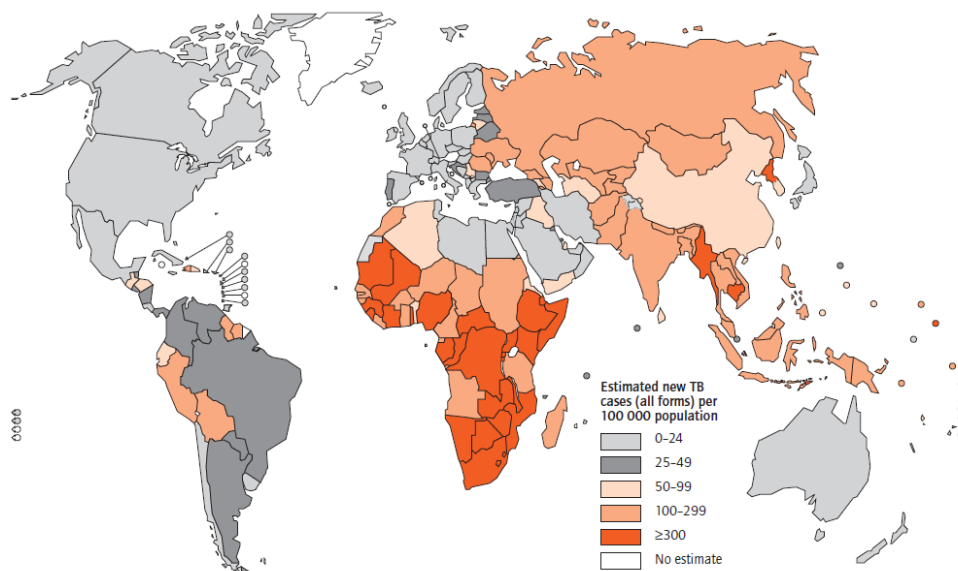 Estimated new TB
cases (all forms) per
100 000 population
0–24
25–49
50–99
100–299
≥300
No estimate